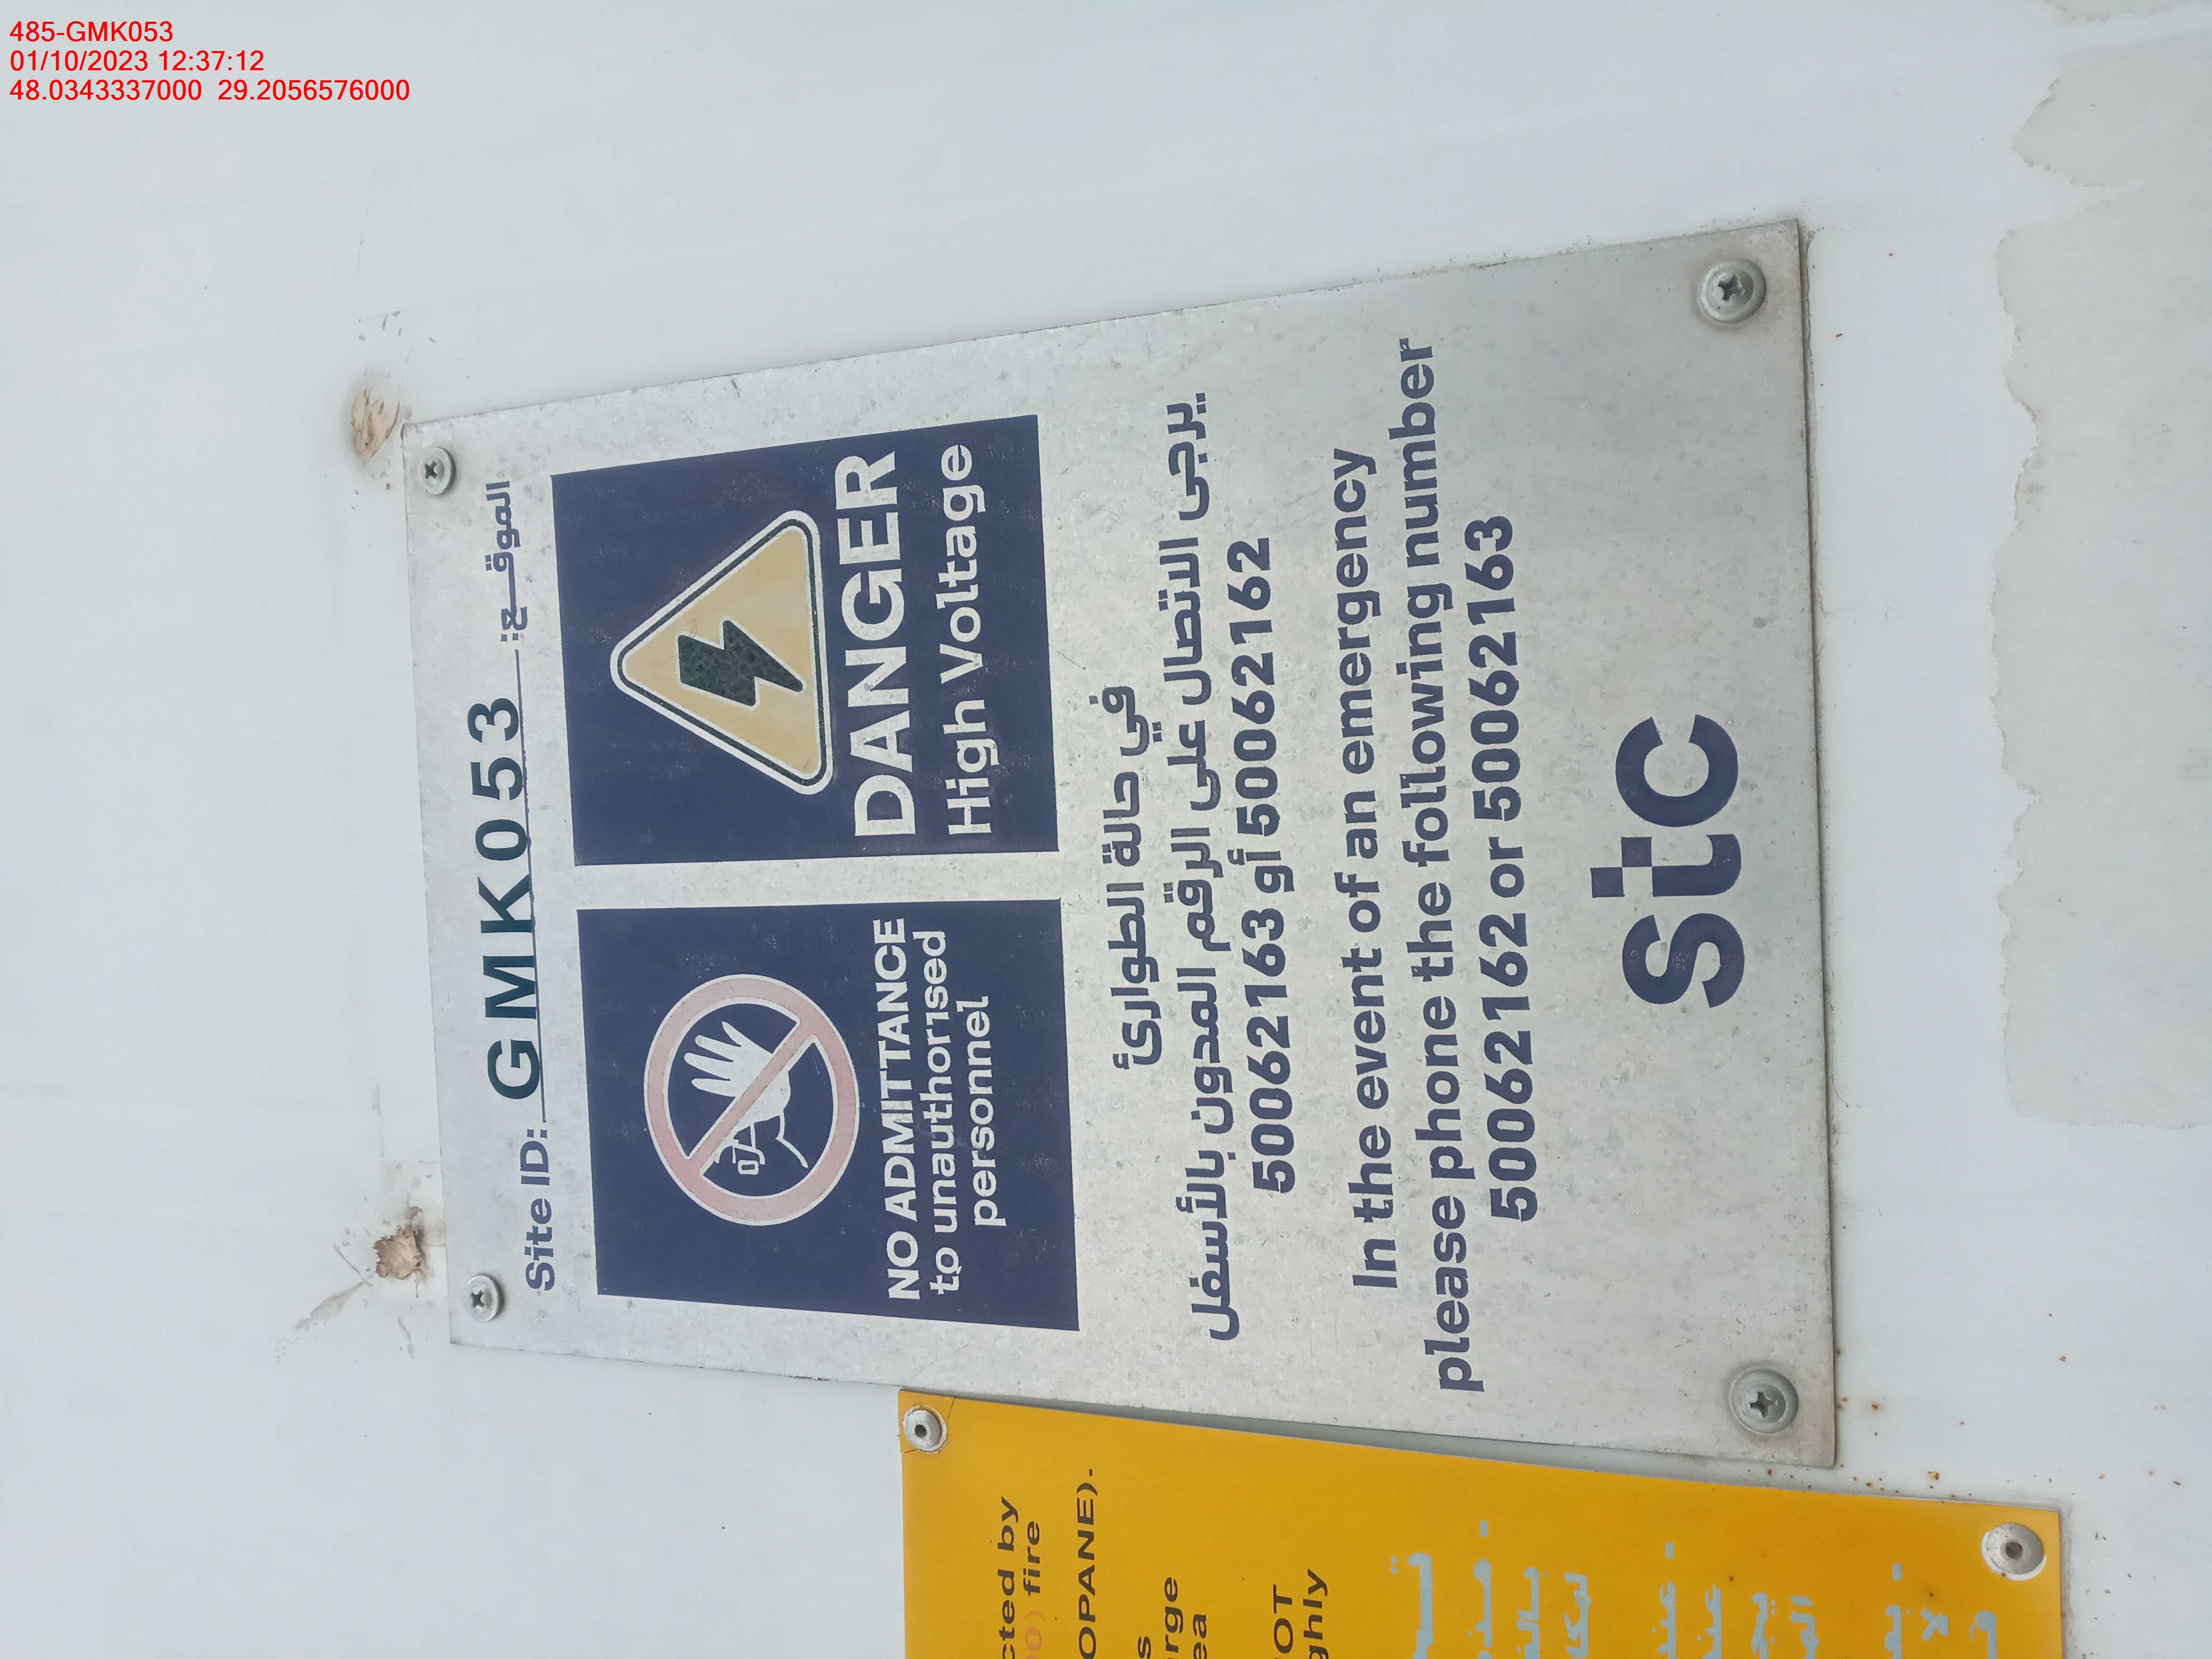 485-GMK053
01/10/2023 12:37:12
48.0343337000 29.2056576000
Site ID: GMK053 الموقــع:
NO ADMITTANCE
to unauthorised
personnel
DANGER
High Voltage
في حالة الطوارئ
يرجى الاتصال على الرقم المدون بالأسفل
50062163 أو 50062162
In the event of an emergency
please phone the following number
50062162 or 50062163
stc
cted by
00) fire
OPANE).
s
arge
ea
OT
ghly